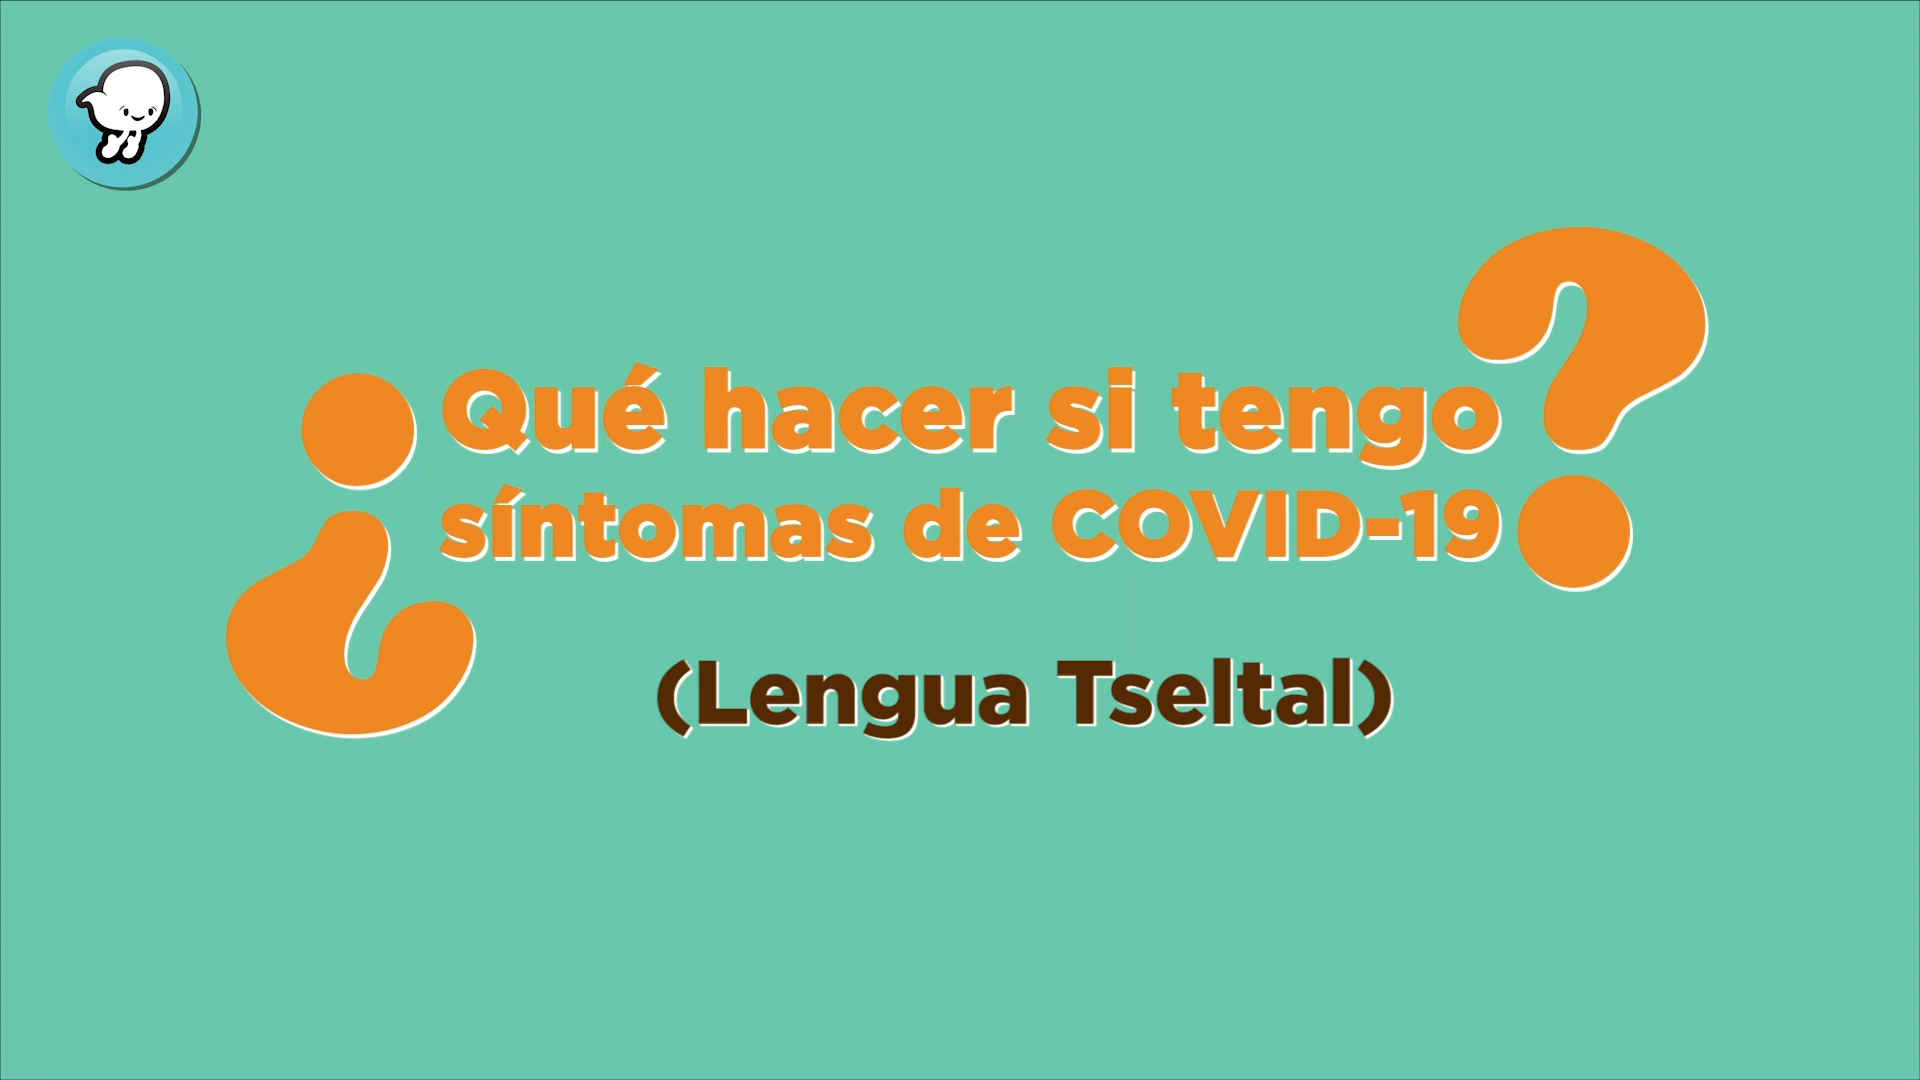 ¿Qué hacer si tengo
síntomas de COVID-19?
(Lengua Tseltal)